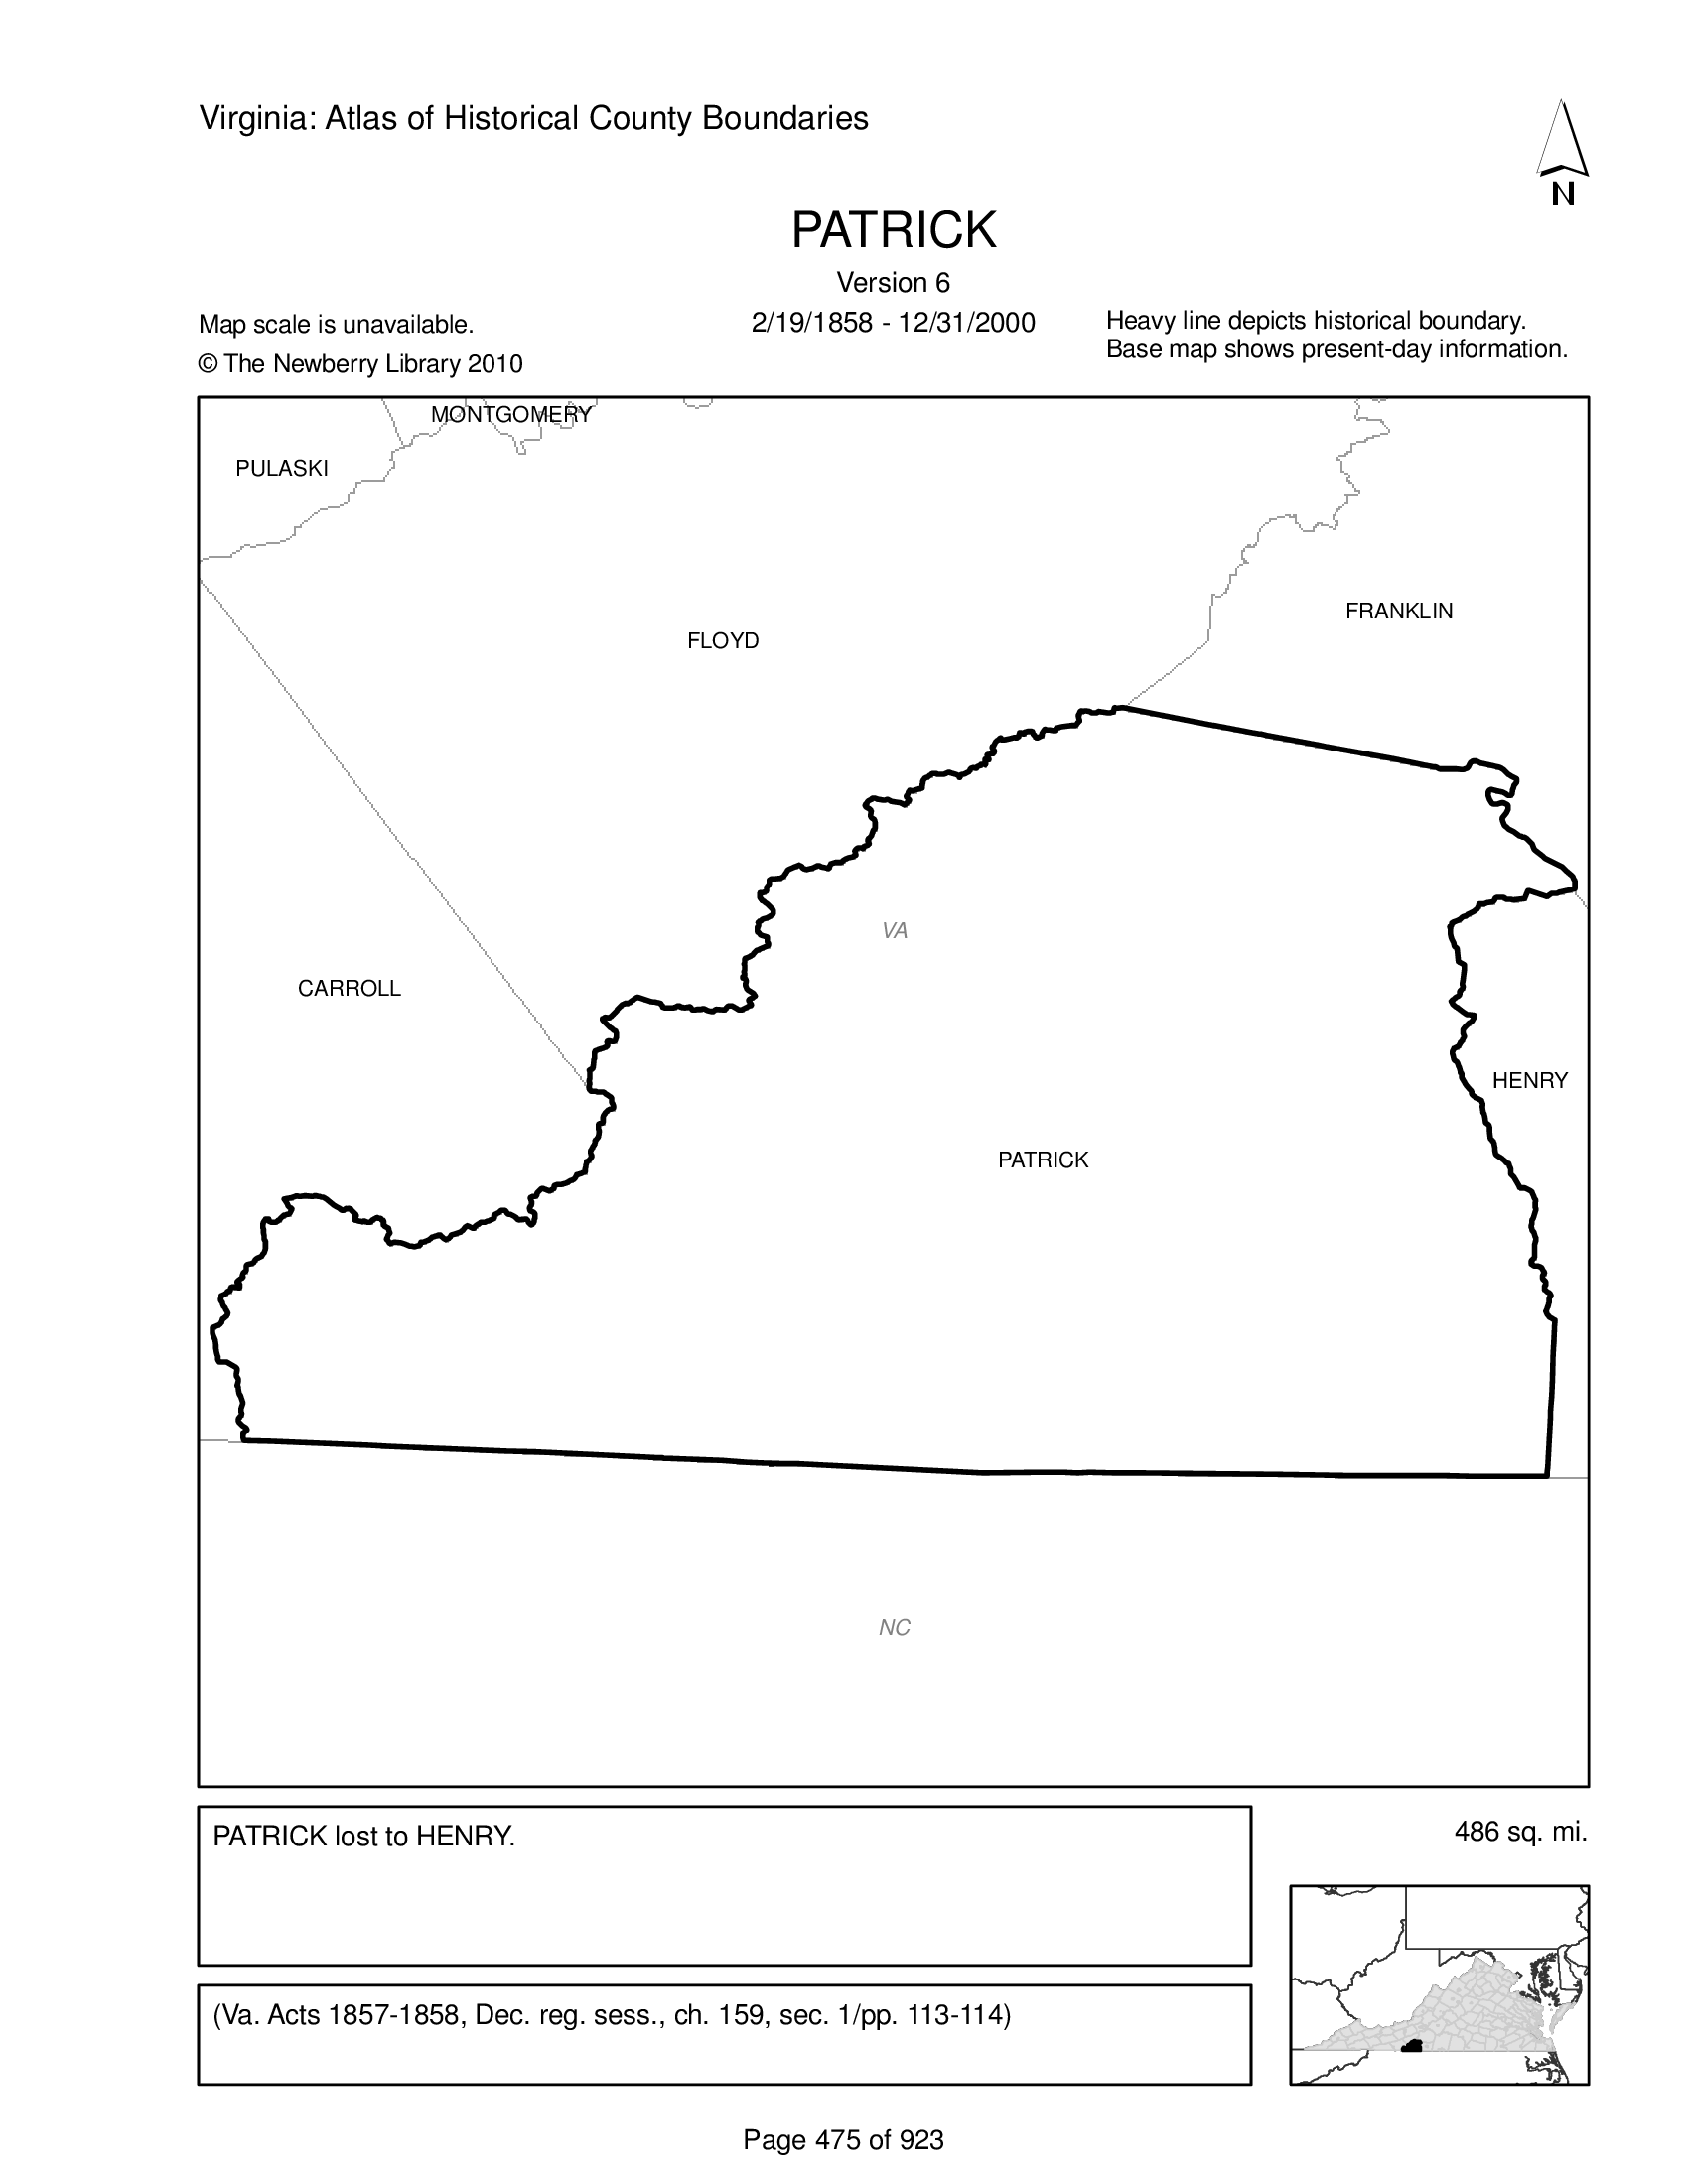 Virginia: Atlas of Historical County Boundaries
N
PATRICK
Version 6
2/19/1858 - 12/31/2000
Map scale is unavailable.
© The Newberry Library 2010
Heavy line depicts historical boundary.
Base map shows present-day information.
MONTGOMERY
PULASKI
FRANKLIN
FLOYD
VA
CARROLL
HENRY
PATRICK
NC
PATRICK lost to HENRY.
486 sq. mi.
(Va. Acts 1857-1858, Dec. reg. sess., ch. 159, sec. 1/pp. 113-114)
Page 475 of 923